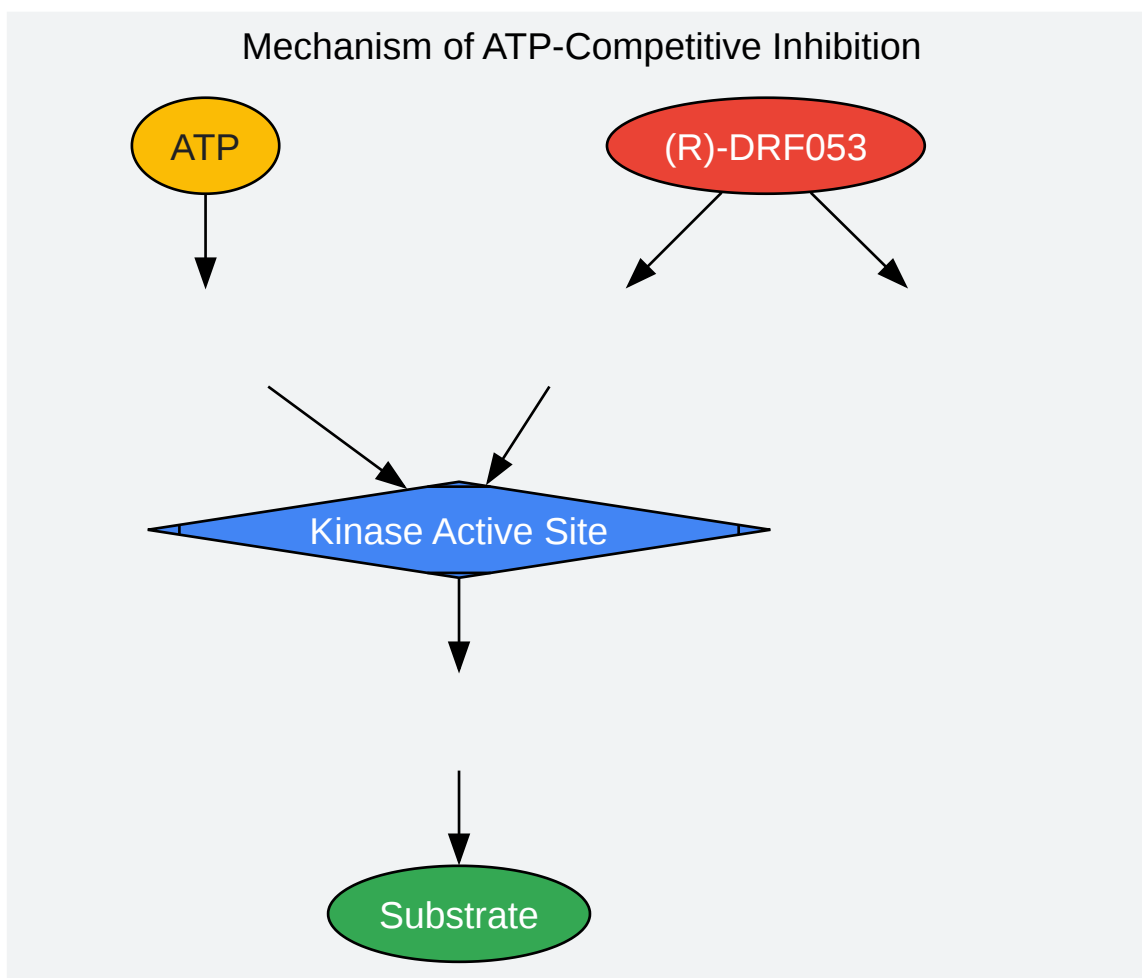 Mechanism of ATP-Competitive Inhibition
ATP
(R)-DRF053
Kinase Active Site
Substrate